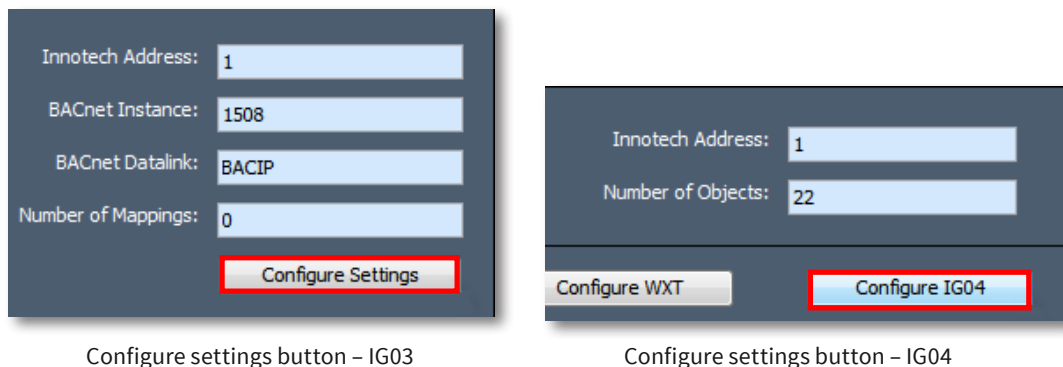 Innotech Address: 1
BACnet Instance: 1508
BACnet Datalink: BACIP
Number of Mappings: 0
Configure Settings
Configure settings button – IG03
Innotech Address: 1
Number of Objects: 22
Configure WXT Configure IG04
Configure settings button – IG04